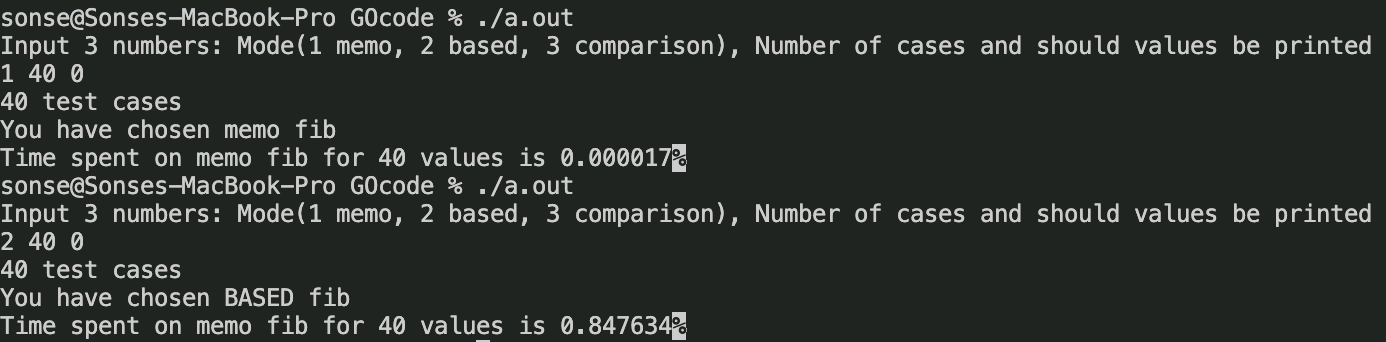 sonse@Sonses-MacBook-Pro GOcode % ./a.out
Input 3 numbers: Mode(1 memo, 2 based, 3 comparison), Number of cases and should values be printed
1 40 0
40 test cases
You have chosen memo fib
Time spent on memo fib for 40 values is 0.000017%
sonse@Sonses-MacBook-Pro GOcode % ./a.out
Input 3 numbers: Mode(1 memo, 2 based, 3 comparison), Number of cases and should values be printed
2 40 0
40 test cases
You have chosen BASED fib
Time spent on memo fib for 40 values is 0.847634%